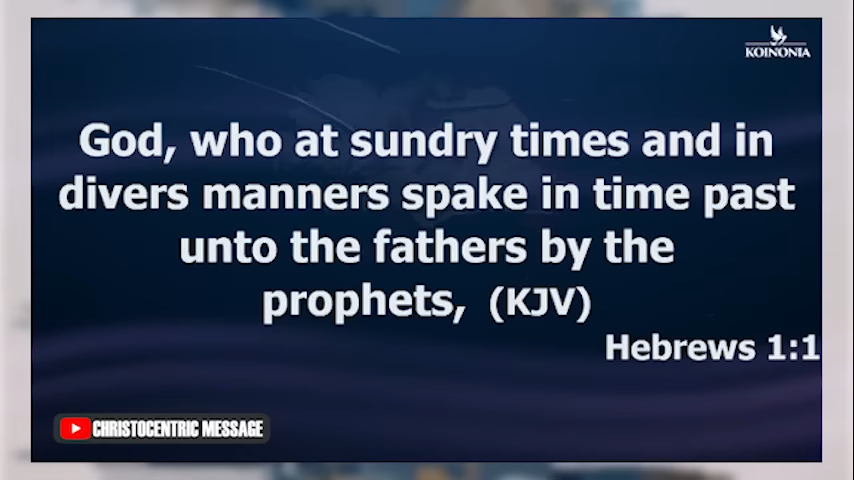 KOINONIA
God, who at sundry times and in
divers manners spake in time past
unto the fathers by the
prophets, (KJV)
Hebrews 1:1
CHRISTOCENTRIC MESSAGE